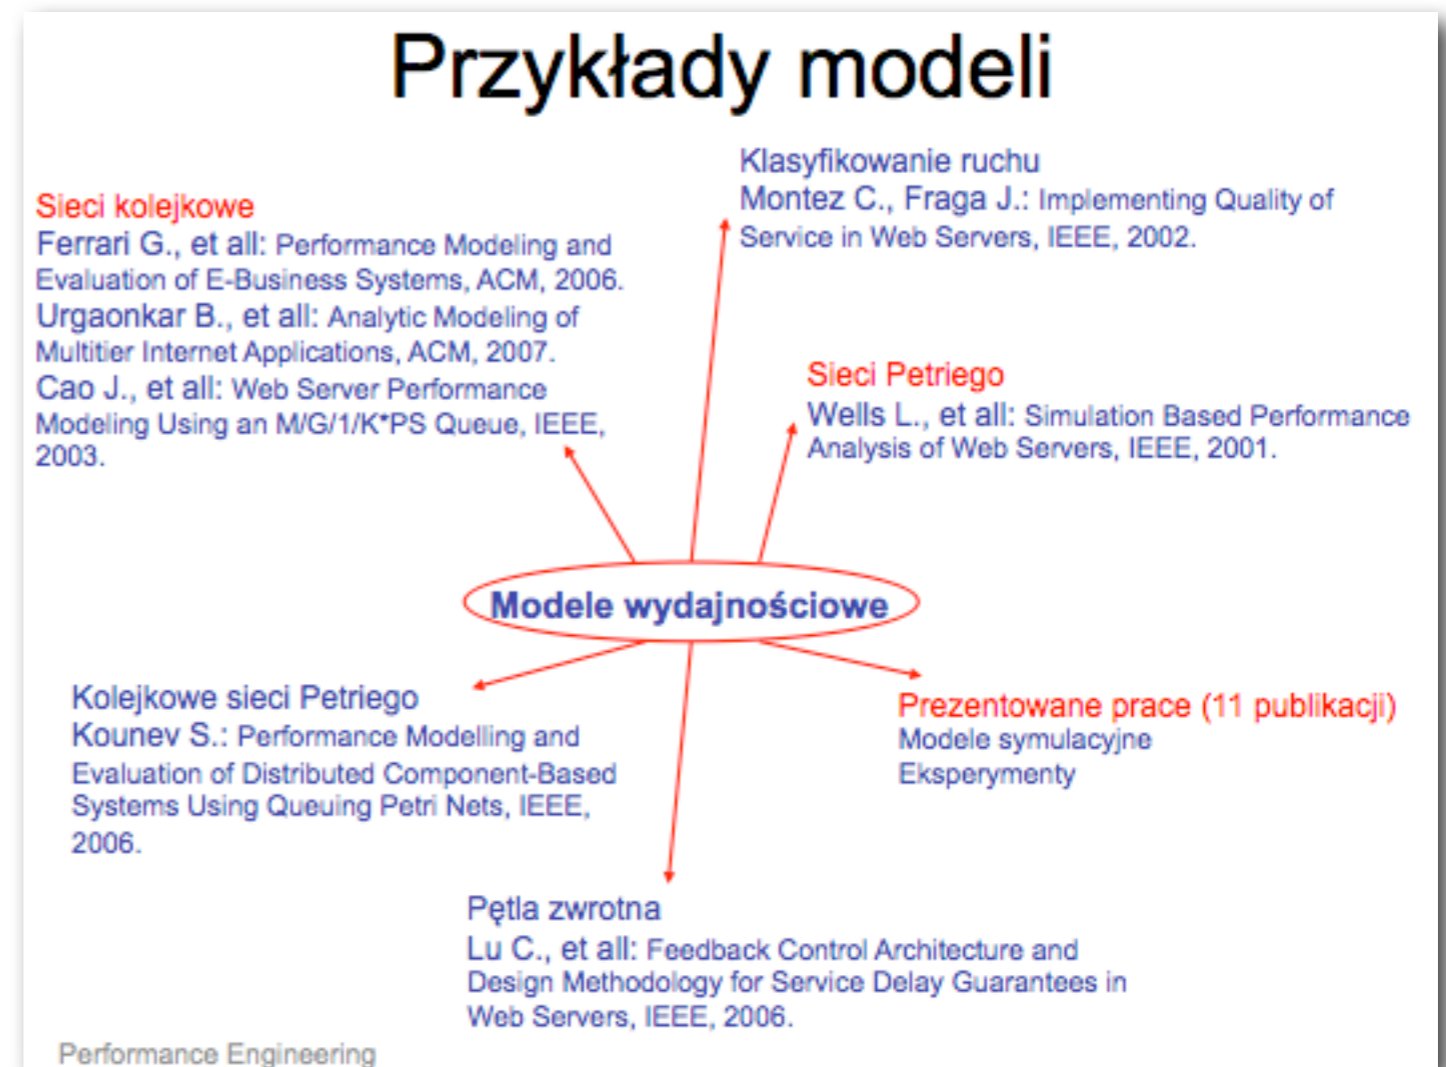 Przykłady modeli
Klasyfikowanie ruchu
Montez C., Fraga J.: Implementing Quality of
Service in Web Servers, IEEE, 2002.
Sieci kolejkowe
Ferrari G., et all: Performance Modeling and
Evaluation of E-Business Systems, ACM, 2006.
Urgaonkar B., et all: Analytic Modeling of
Multitier Internet Applications, ACM, 2007.
Cao J., et all: Web Server Performance
Modeling Using an M/G/1/K*PS Queue, IEEE,
2003.
Sieci Petriego
Wells L., et all: Simulation Based Performance
Analysis of Web Servers, IEEE, 2001.
Modele wydajnościowe
Kolejkowe sieci Petriego
Kounev S.: Performance Modelling and
Evaluation of Distributed Component-Based
Systems Using Queuing Petri Nets, IEEE,
2006.
Prezentowane prace (11 publikacji)
Modele symulacyjne
Eksperymenty
Pętla zwrotna
Lu C., et all: Feedback Control Architecture and
Design Methodology for Service Delay Guarantees in
Web Servers, IEEE, 2006.
Performance Engineering